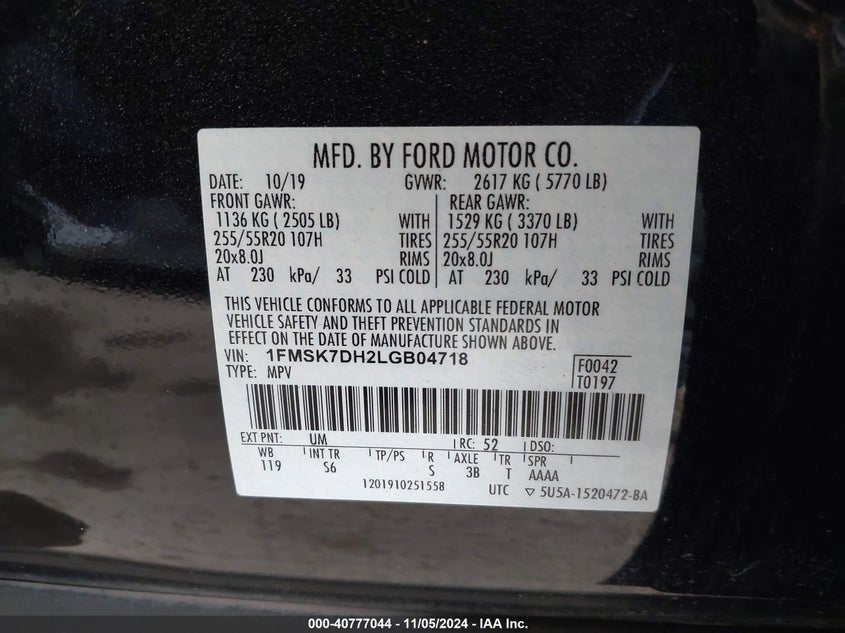 MFD. BY FORD MOTOR CO.
DATE: 10/19 GVWR: 2617 KG ( 5770 LB)
FRONT GAWR: REAR GAWR:
1136 KG ( 2505 LB) WITH 1529 KG ( 3370 LB) WITH
255/55R20 107H TIRES 255/55R20 107H TIRES
20x8.0J RIMS 20x8.0J RIMS
AT 230 kPa/ 33 PSI COLD AT 230 kPa/ 33 PSI COLD
THIS VEHICLE CONFORMS TO ALL APPLICABLE FEDERAL MOTOR
VEHICLE SAFETY AND THEFT PREVENTION STANDARDS IN
EFFECT ON THE DATE OF MANUFACTURE SHOWN ABOVE.
VIN: 1FMSK7DH2LGB04718 F0042
TYPE: MPV T0197
EXT PNT: UM RC: 52 DSO:
WB INT TR TP/PS R AXLE TR SPR
119 S6 S 3B T AAAA
1201910251558 UTC ▽ 5U5A-1520472-BA
000-40777044 - 11/05/2024 - IAAI.com.